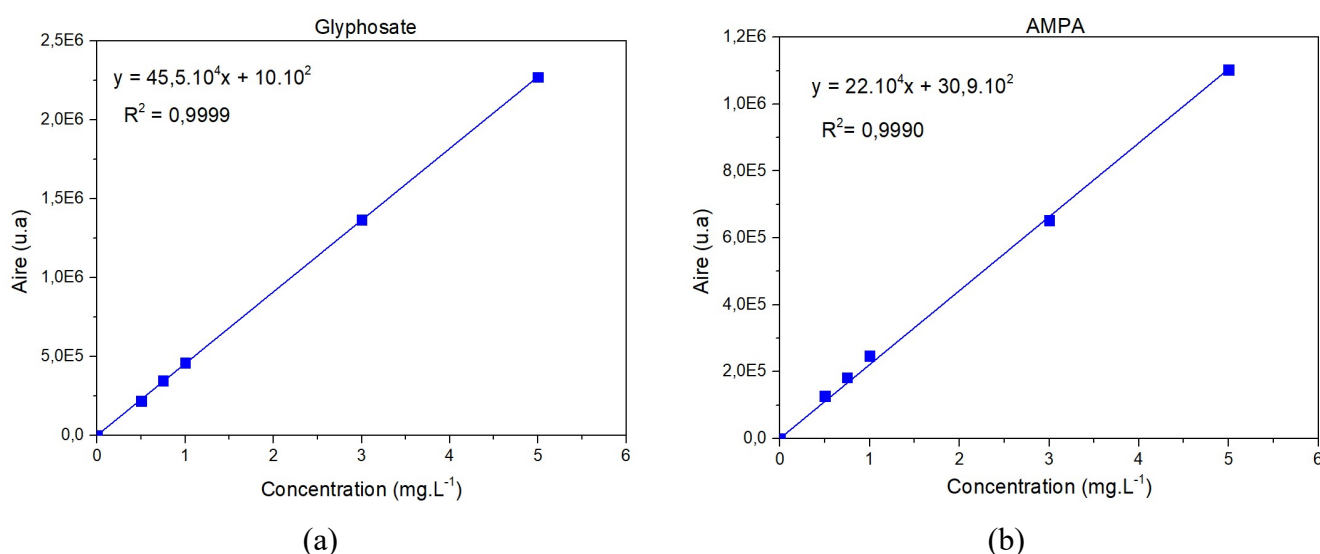 Glyphosate
2,5E6
y = 45,5.10⁴x + 10.10²
R² = 0,9999
2,0E6
1,5E6
Aire (u.a)
1,0E6
5,0E5
0,0
0 1 2 3 4 5 6
Concentration (mg.L⁻¹)
(a)
AMPA
1,2E6
y = 22.10⁴x + 30,9.10²
R²= 0,9990
1,0E6
8,0E5
Aire (u.a)
6,0E5
4,0E5
2,0E5
0,0
0 1 2 3 4 5 6
Concentration (mg.L⁻¹)
(b)